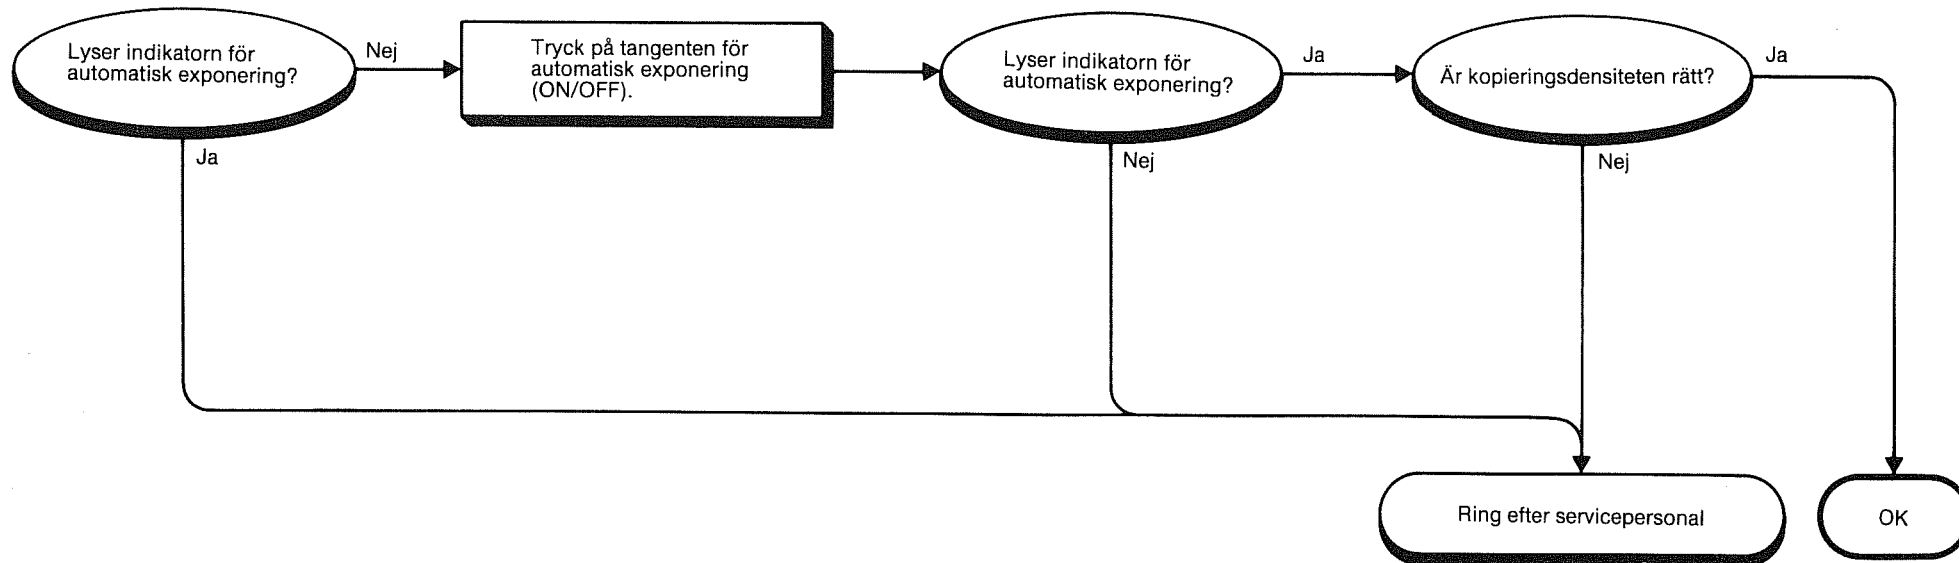 Lyser indikatorn för
automatisk exponering?
Nej
Tryck på tangenten för
automatisk exponering
(ON/OFF).
Lyser indikatorn för
automatisk exponering?
Ja
Är kopieringsdensiteten rätt?
Ja
Ja
Nej
Nej
Ring efter servicepersonal
OK